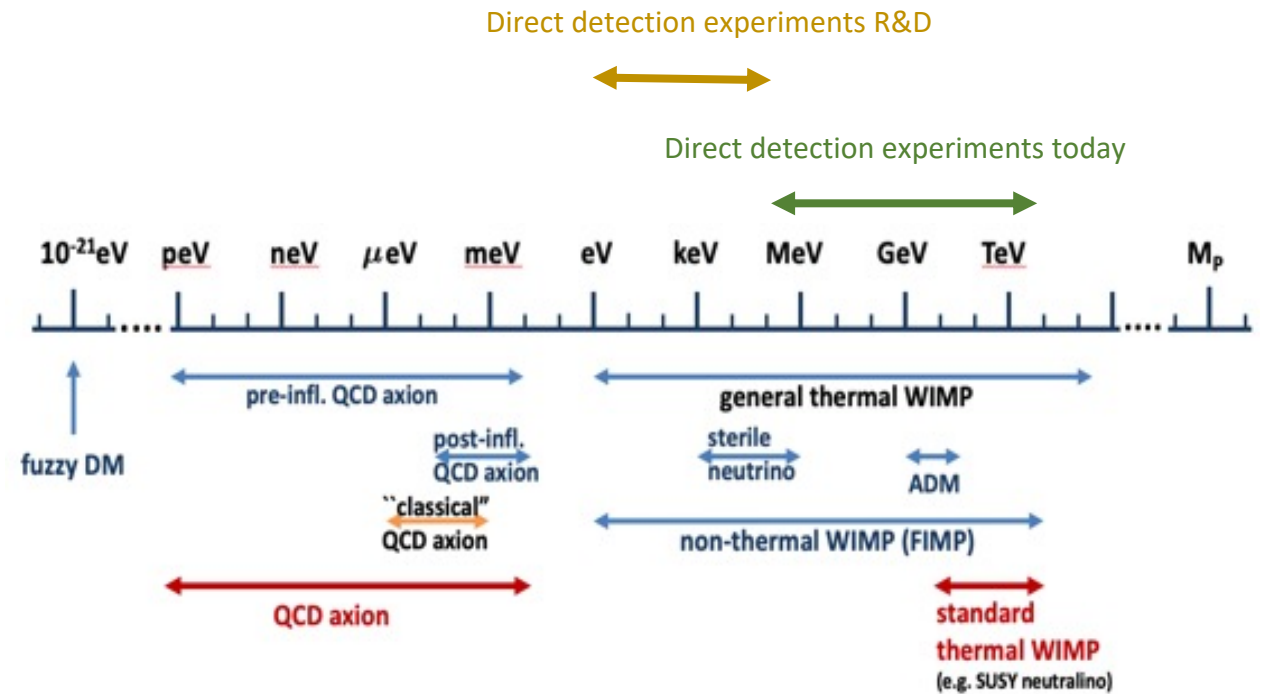 Direct detection experiments R&D
Direct detection experiments today
10⁻²¹eV peV neV μeV meV eV keV MeV GeV TeV Mₚ
pre-infl. QCD axion
general thermal WIMP
fuzzy DM
post-infl.
QCD axion
sterile
neutrino
ADM
``classical”
QCD axion
non-thermal WIMP (FIMP)
QCD axion
standard
thermal WIMP
(e.g. SUSY neutralino)